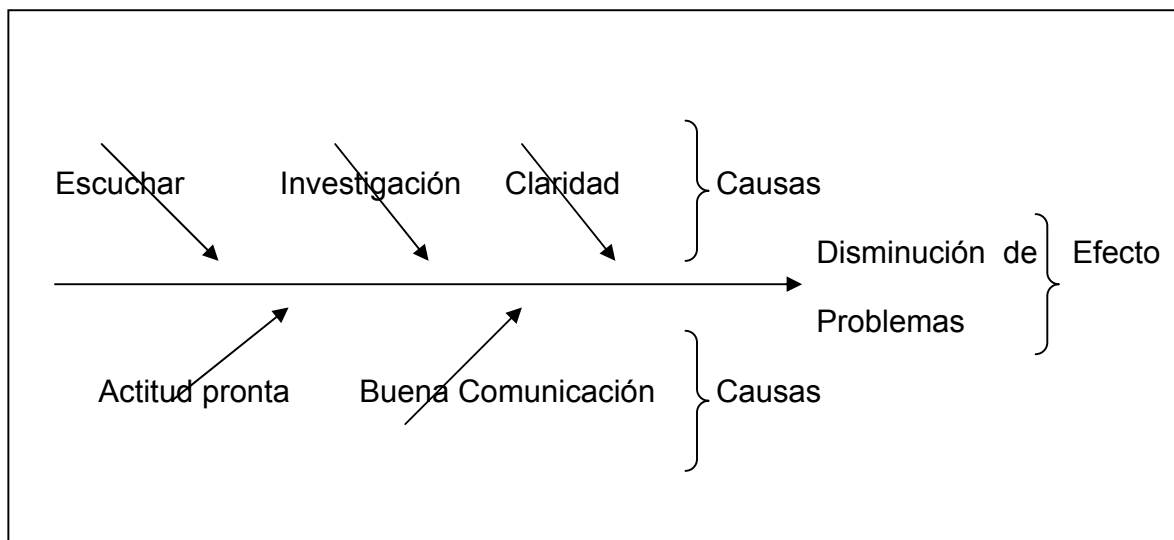 Escuchar Investigación Claridad Causas
Disminución de Efecto
Problemas
Actitud pronta Buena Comunicación Causas